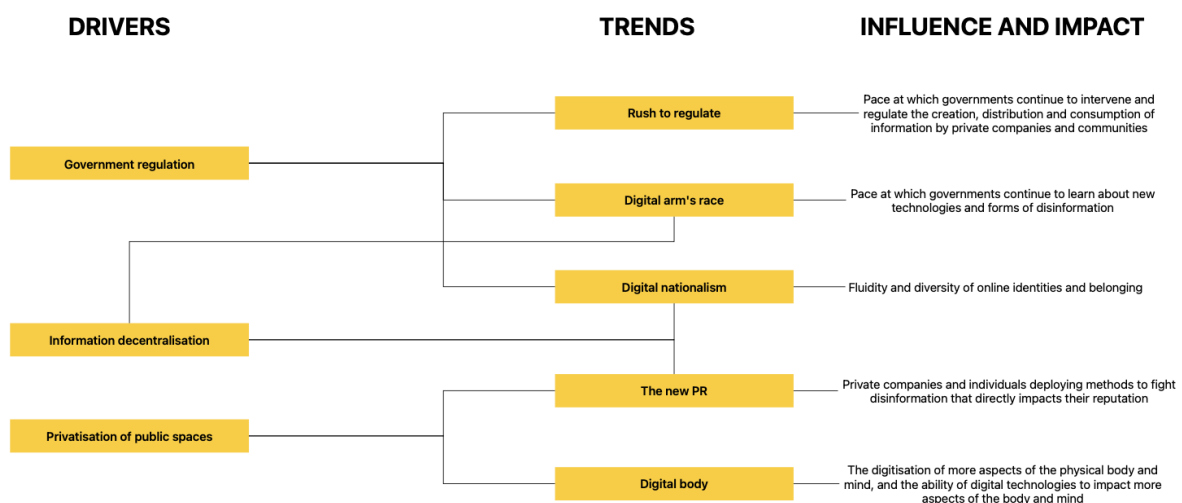 DRIVERS
TRENDS
INFLUENCE AND IMPACT
Rush to regulate
Pace at which governments continue to intervene and
regulate the creation, distribution and consumption of
information by private companies and communities
Government regulation
Digital arm's race
Pace at which governments continue to learn about new
technologies and forms of disinformation
Digital nationalism
Fluidity and diversity of online identities and belonging
Information decentralisation
The new PR
Private companies and individuals deploying methods to fight
disinformation that directly impacts their reputation
Privatisation of public spaces
Digital body
The digitisation of more aspects of the physical body and
mind, and the ability of digital technologies to impact more
aspects of the body and mind